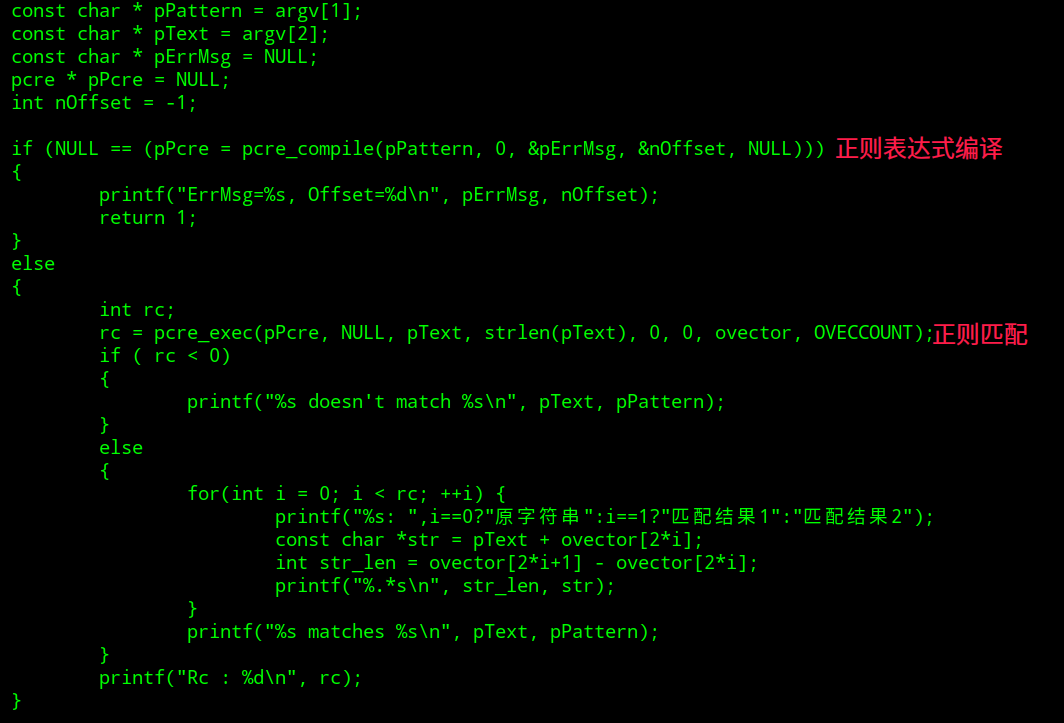 const char * pPattern = argv[1];
const char * pText = argv[2];
const char * pErrMsg = NULL;
pcre * pPcre = NULL;
int nOffset = -1;
if (NULL == (pPcre = pcre_compile(pPattern, 0, &pErrMsg, &nOffset, NULL))) 正则表达式编译
{
printf("ErrMsg=%s, Offset=%d\n", pErrMsg, nOffset);
return 1;
}
else
{
int rc;
rc = pcre_exec(pPcre, NULL, pText, strlen(pText), 0, 0, ovector, OVECCOUNT);正则匹配
if ( rc < 0)
{
printf("%s doesn't match %s\n", pText, pPattern);
}
else
{
for(int i = 0; i < rc; ++i) {
printf("%s: ",i==0?"原字符串":i==1?"匹配结果1":"匹配结果2");
const char *str = pText + ovector[2*i];
int str_len = ovector[2*i+1] - ovector[2*i];
printf("%.*s\n", str_len, str);
}
printf("%s matches %s\n", pText, pPattern);
}
printf("Rc : %d\n", rc);
}